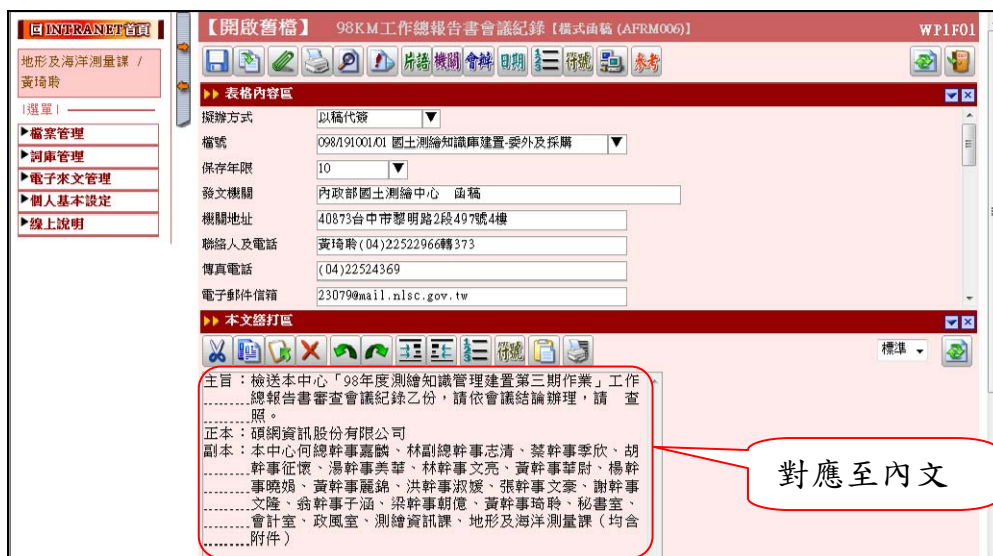 回INTRANET首頁
地形及海洋測量課 /
黃琦聆
|選單|
▶檔案管理
▶詞庫管理
▶電子來文管理
▶個人基本設定
▶線上說明
【開啟舊檔】 98KM工作總報告書會議紀錄【橫式函稿 (AFRM006)】 WP1F01
片語 機關 會辦 日期 符號 參考
表格內容區
擬辦方式 以稿代簽
檔號 098/191001/01 國土測繪知識庫建置-委外及採購
保存年限 10
發文機關 內政部國土測繪中心 函稿
機關地址 40873台中市黎明路2段497號4樓
聯絡人及電話 黃琦聆(04)22522966轉373
傳真電話 (04)22524369
電子郵件信箱 23079@mail.nlsc.gov.tw
本文繕打區
符號 標準
主旨：檢送本中心「98年度測繪知識管理建置第三期作業」工作
........總報告書審查會議紀錄乙份，請依會議結論辦理，請 查
........照。
正本：碩網資訊股份有限公司
副本：本中心何總幹事嘉麟、林副總幹事志清、蔡幹事季欣、胡
........幹事征懷、湯幹事美華、林幹事文亮、黃幹事華尉、楊幹
........事曉娟、黃幹事麗錦、洪幹事淑媛、張幹事文豪、謝幹事
........文隆、翁幹事子涵、梁幹事朝億、黃幹事琦聆、秘書室、
........會計室、政風室、測繪資訊課、地形及海洋測量課（均含
........附件）
對應至內文